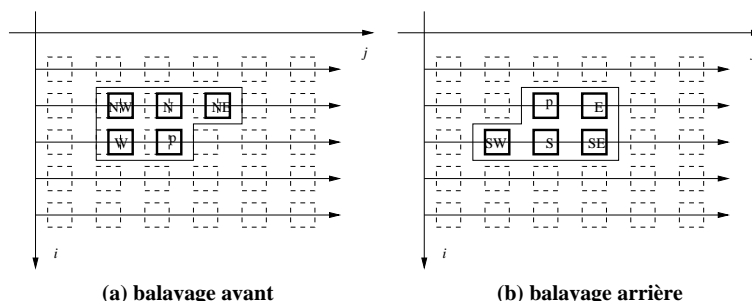 j
j
NW N NE
p E
W p
SW S SE
i
i
(a) balayage avant
(b) balayage arrière